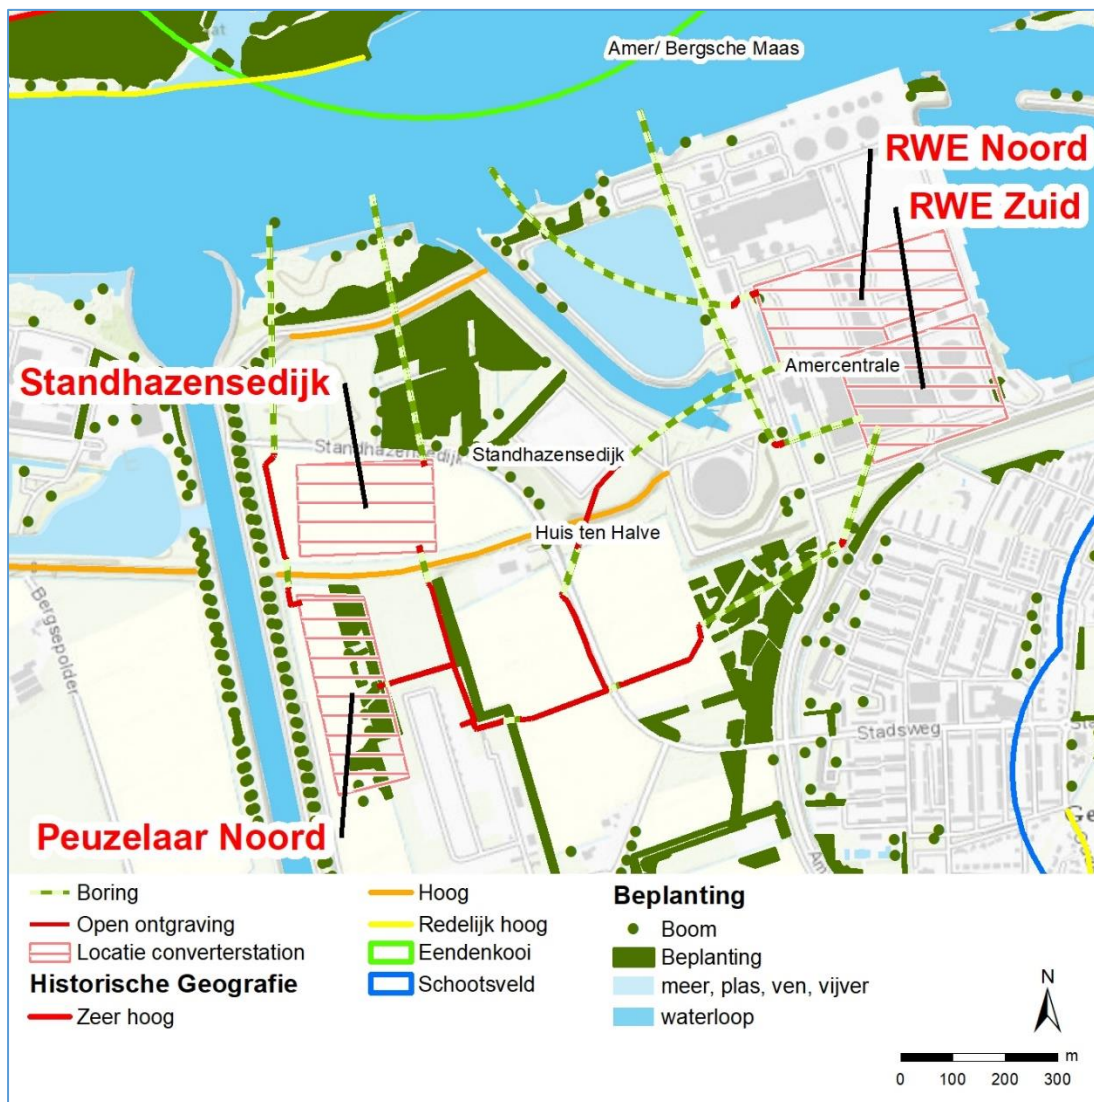 Amer/ Bergsche Maas
RWE Noord
RWE Zuid
Amercentrale
Standhazensedijk
Standhazensedijk
Standhazensedijk
Huis ten Halve
Bergsepolder
Stadsweg
Peuzelaar Noord
Boring
Open ontgraving
Locatie converterstation
Historische Geografie
Zeer hoog
Hoog
Redelijk hoog
Eendenkooi
Schootsveld
Beplanting
Boom
Beplanting
meer, plas, ven, vijver
waterloop
N
m
0 100 200 300